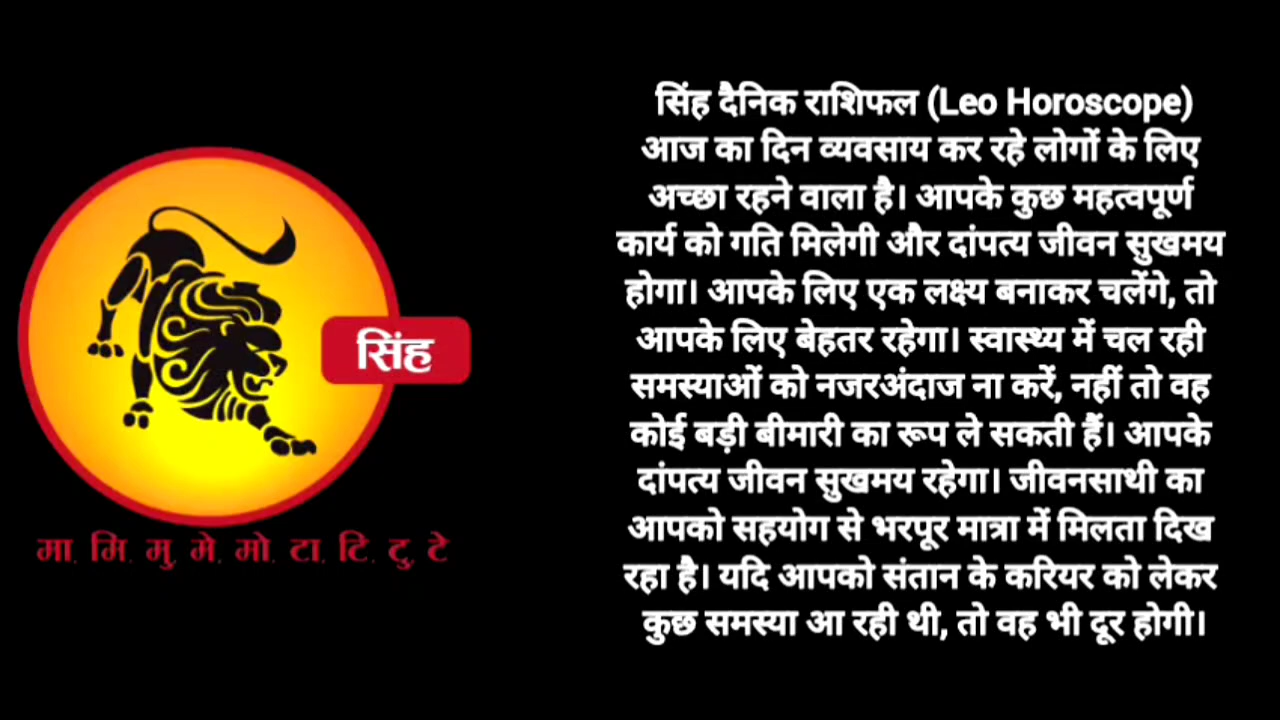 सिंह
मा. मि. मु. मे. मो. टा. टि. टु. टे
सिंह दैनिक राशिफल (Leo Horoscope)
आज का दिन व्यवसाय कर रहे लोगों के लिए
अच्छा रहने वाला है। आपके कुछ महत्वपूर्ण
कार्य को गति मिलेगी और दांपत्य जीवन सुखमय
होगा। आपके लिए एक लक्ष्य बनाकर चलेंगे, तो
आपके लिए बेहतर रहेगा। स्वास्थ्य में चल रही
समस्याओं को नजरअंदाज ना करें, नहीं तो वह
कोई बड़ी बीमारी का रूप ले सकती हैं। आपके
दांपत्य जीवन सुखमय रहेगा। जीवनसाथी का
आपको सहयोग से भरपूर मात्रा में मिलता दिख
रहा है। यदि आपको संतान के करियर को लेकर
कुछ समस्या आ रही थी, तो वह भी दूर होगी।